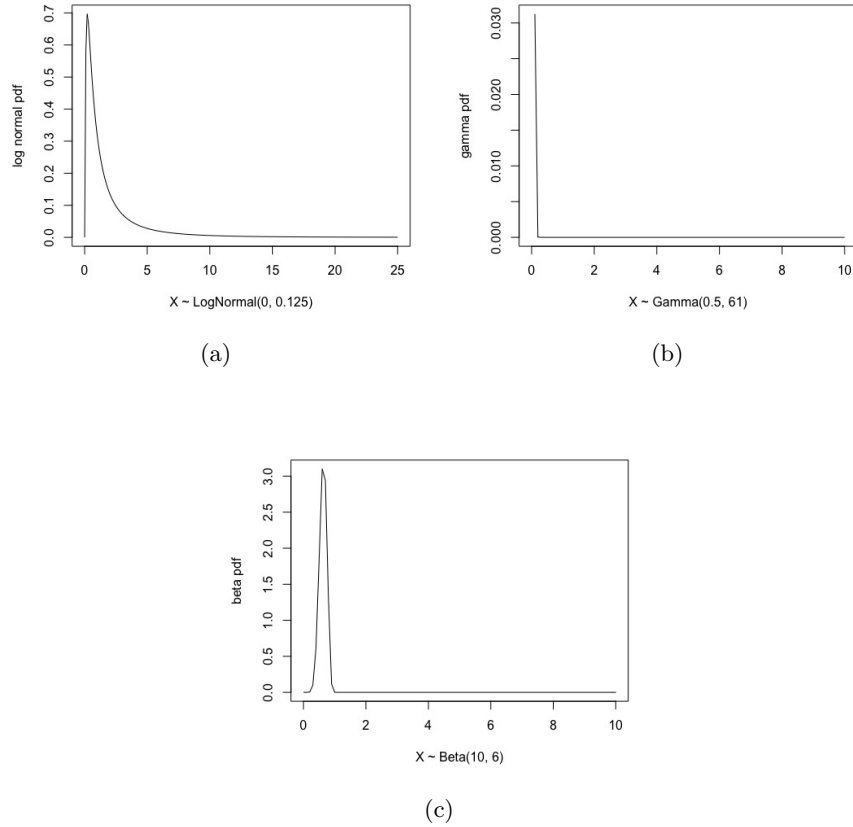 log normal pdf
0.0 0.1 0.2 0.3 0.4 0.5 0.6 0.7
0 5 10 15 20 25
X ~ LogNormal(0, 0.125)
(a)
gamma pdf
0.000 0.010 0.020 0.030
0 2 4 6 8 10
X ~ Gamma(0.5, 61)
(b)
beta pdf
0.0 0.5 1.0 1.5 2.0 2.5 3.0
0 2 4 6 8 10
X ~ Beta(10, 6)
(c)